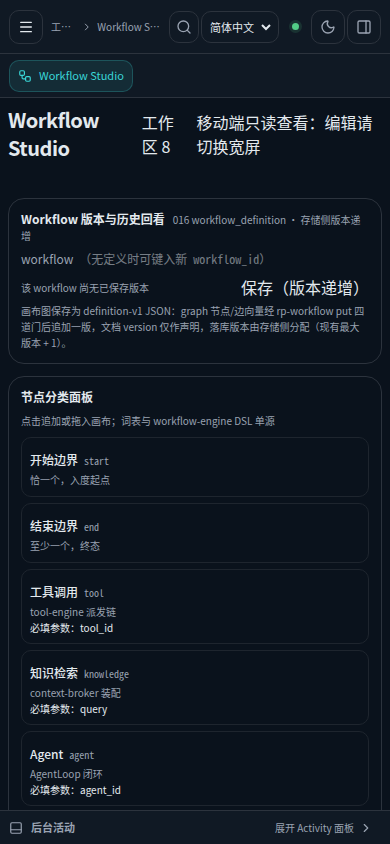 工… > Workflow S… 简体中文
Workflow Studio
Workflow
Studio
工作
区 8
移动端只读查看：编辑请
切换宽屏
Workflow 版本与历史回看 016 workflow_definition · 存储侧版本递
增
workflow （无定义时可键入新 workflow_id）
该 workflow 尚无已保存版本 保存（版本递增）
画布图保存为 definition-v1 JSON：graph 节点/边向量经 rp-workflow put 四
道门后追加一版，文档 version 仅作声明，落库版本由存储侧分配（现有最大
版本 + 1）。
节点分类面板
点击追加或拖入画布；词表与 workflow-engine DSL 单源
开始边界 start
恰一个，入度起点
结束边界 end
至少一个，终态
工具调用 tool
tool-engine 派发链
必填参数：tool_id
知识检索 knowledge
context-broker 装配
必填参数：query
Agent agent
AgentLoop 闭环
必填参数：agent_id
后台活动 展开 Activity 面板 >